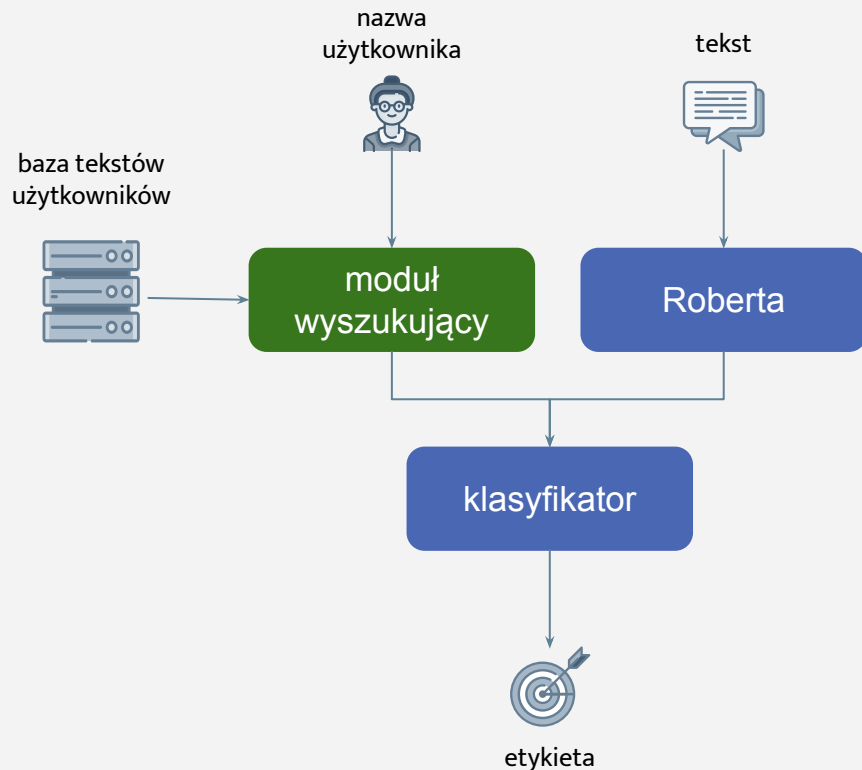 nazwa
użytkownika
tekst
baza tekstów
użytkowników
moduł
wyszukujący
Roberta
klasyfikator
etykieta